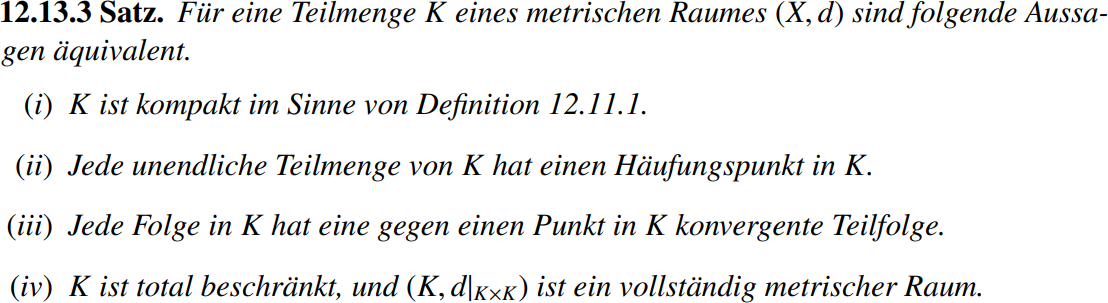 12.13.3 Satz. Für eine Teilmenge K eines metrischen Raumes (X, d) sind folgende Aussa-
gen äquivalent.
(i) K ist kompakt im Sinne von Definition 12.11.1.
(ii) Jede unendliche Teilmenge von K hat einen Häufungspunkt in K.
(iii) Jede Folge in K hat eine gegen einen Punkt in K konvergente Teilfolge.
(iv) K ist total beschränkt, und (K, d|_{K×K}) ist ein vollständig metrischer Raum.